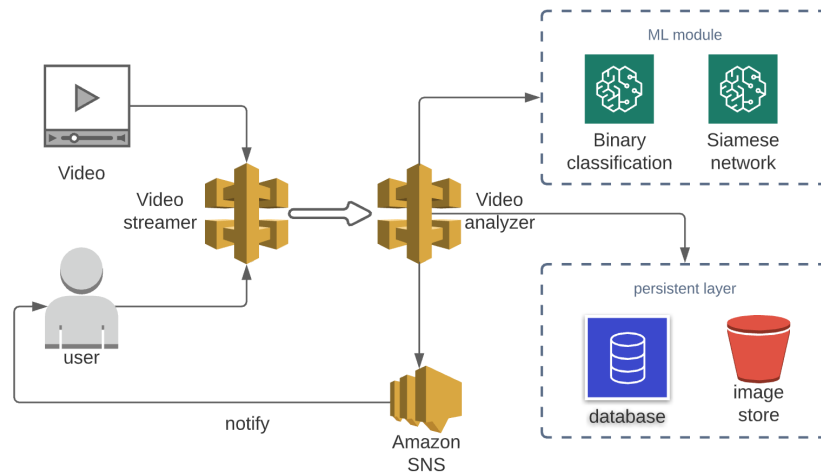 ML module
Binary
classification
Siamese
network
Video
Video
streamer
Video
analyzer
persistent layer
user
database
image
store
notify
Amazon
SNS